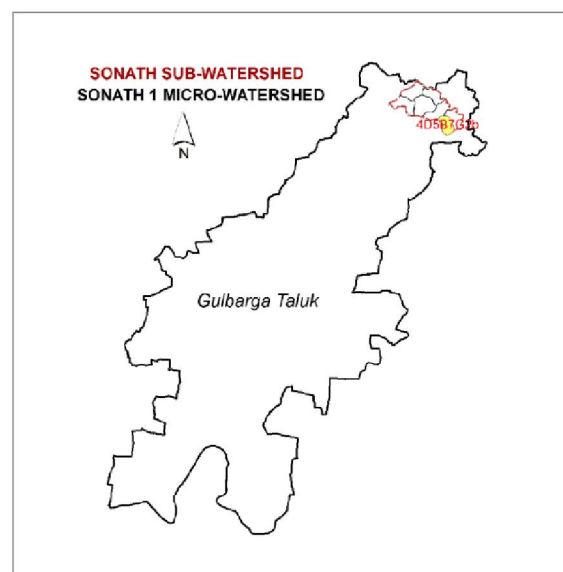 SONATH SUB-WATERSHED
SONATH 1 MICRO-WATERSHED
N
Gulbarga Taluk